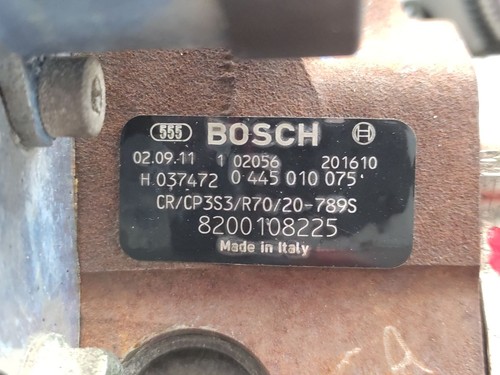 555 BOSCH
02.09.11 1 02056 201610
H 037472 0 445 010 075
CR/CP3S3/R70/20-789S
8200108225
Made in Italy